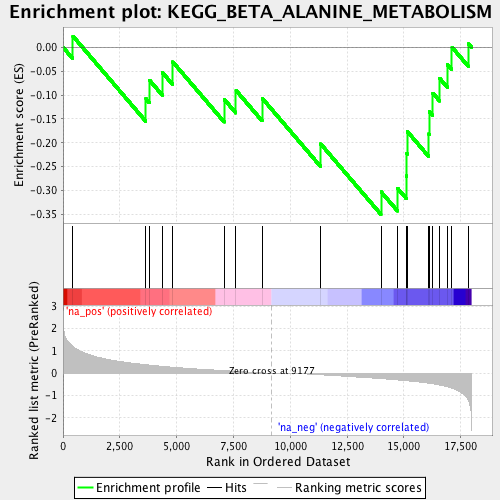 Enrichment plot: KEGG_BETA_ALANINE_METABOLISM
Enrichment score (ES)
0.00
-0.05
-0.10
-0.15
-0.20
-0.25
-0.30
-0.35
'na_pos' (positively correlated)
Ranked list metric (PreRanked)
3
2
1
0
-1
-2
Zero cross at 9177
'na_neg' (negatively correlated)
0
2,500
5,000
7,500
10,000
12,500
15,000
17,500
Rank in Ordered Dataset
Enrichment profile
Hits
Ranking metric scores